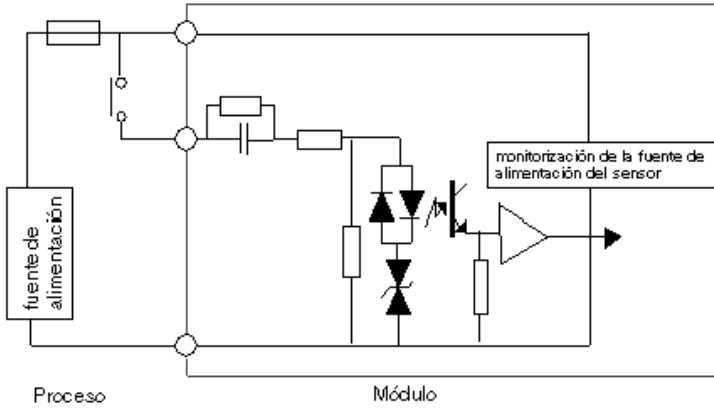 monitorización de la fuente de
alimentación del sensor
fuente de
alimentación
Proceso
Módulo